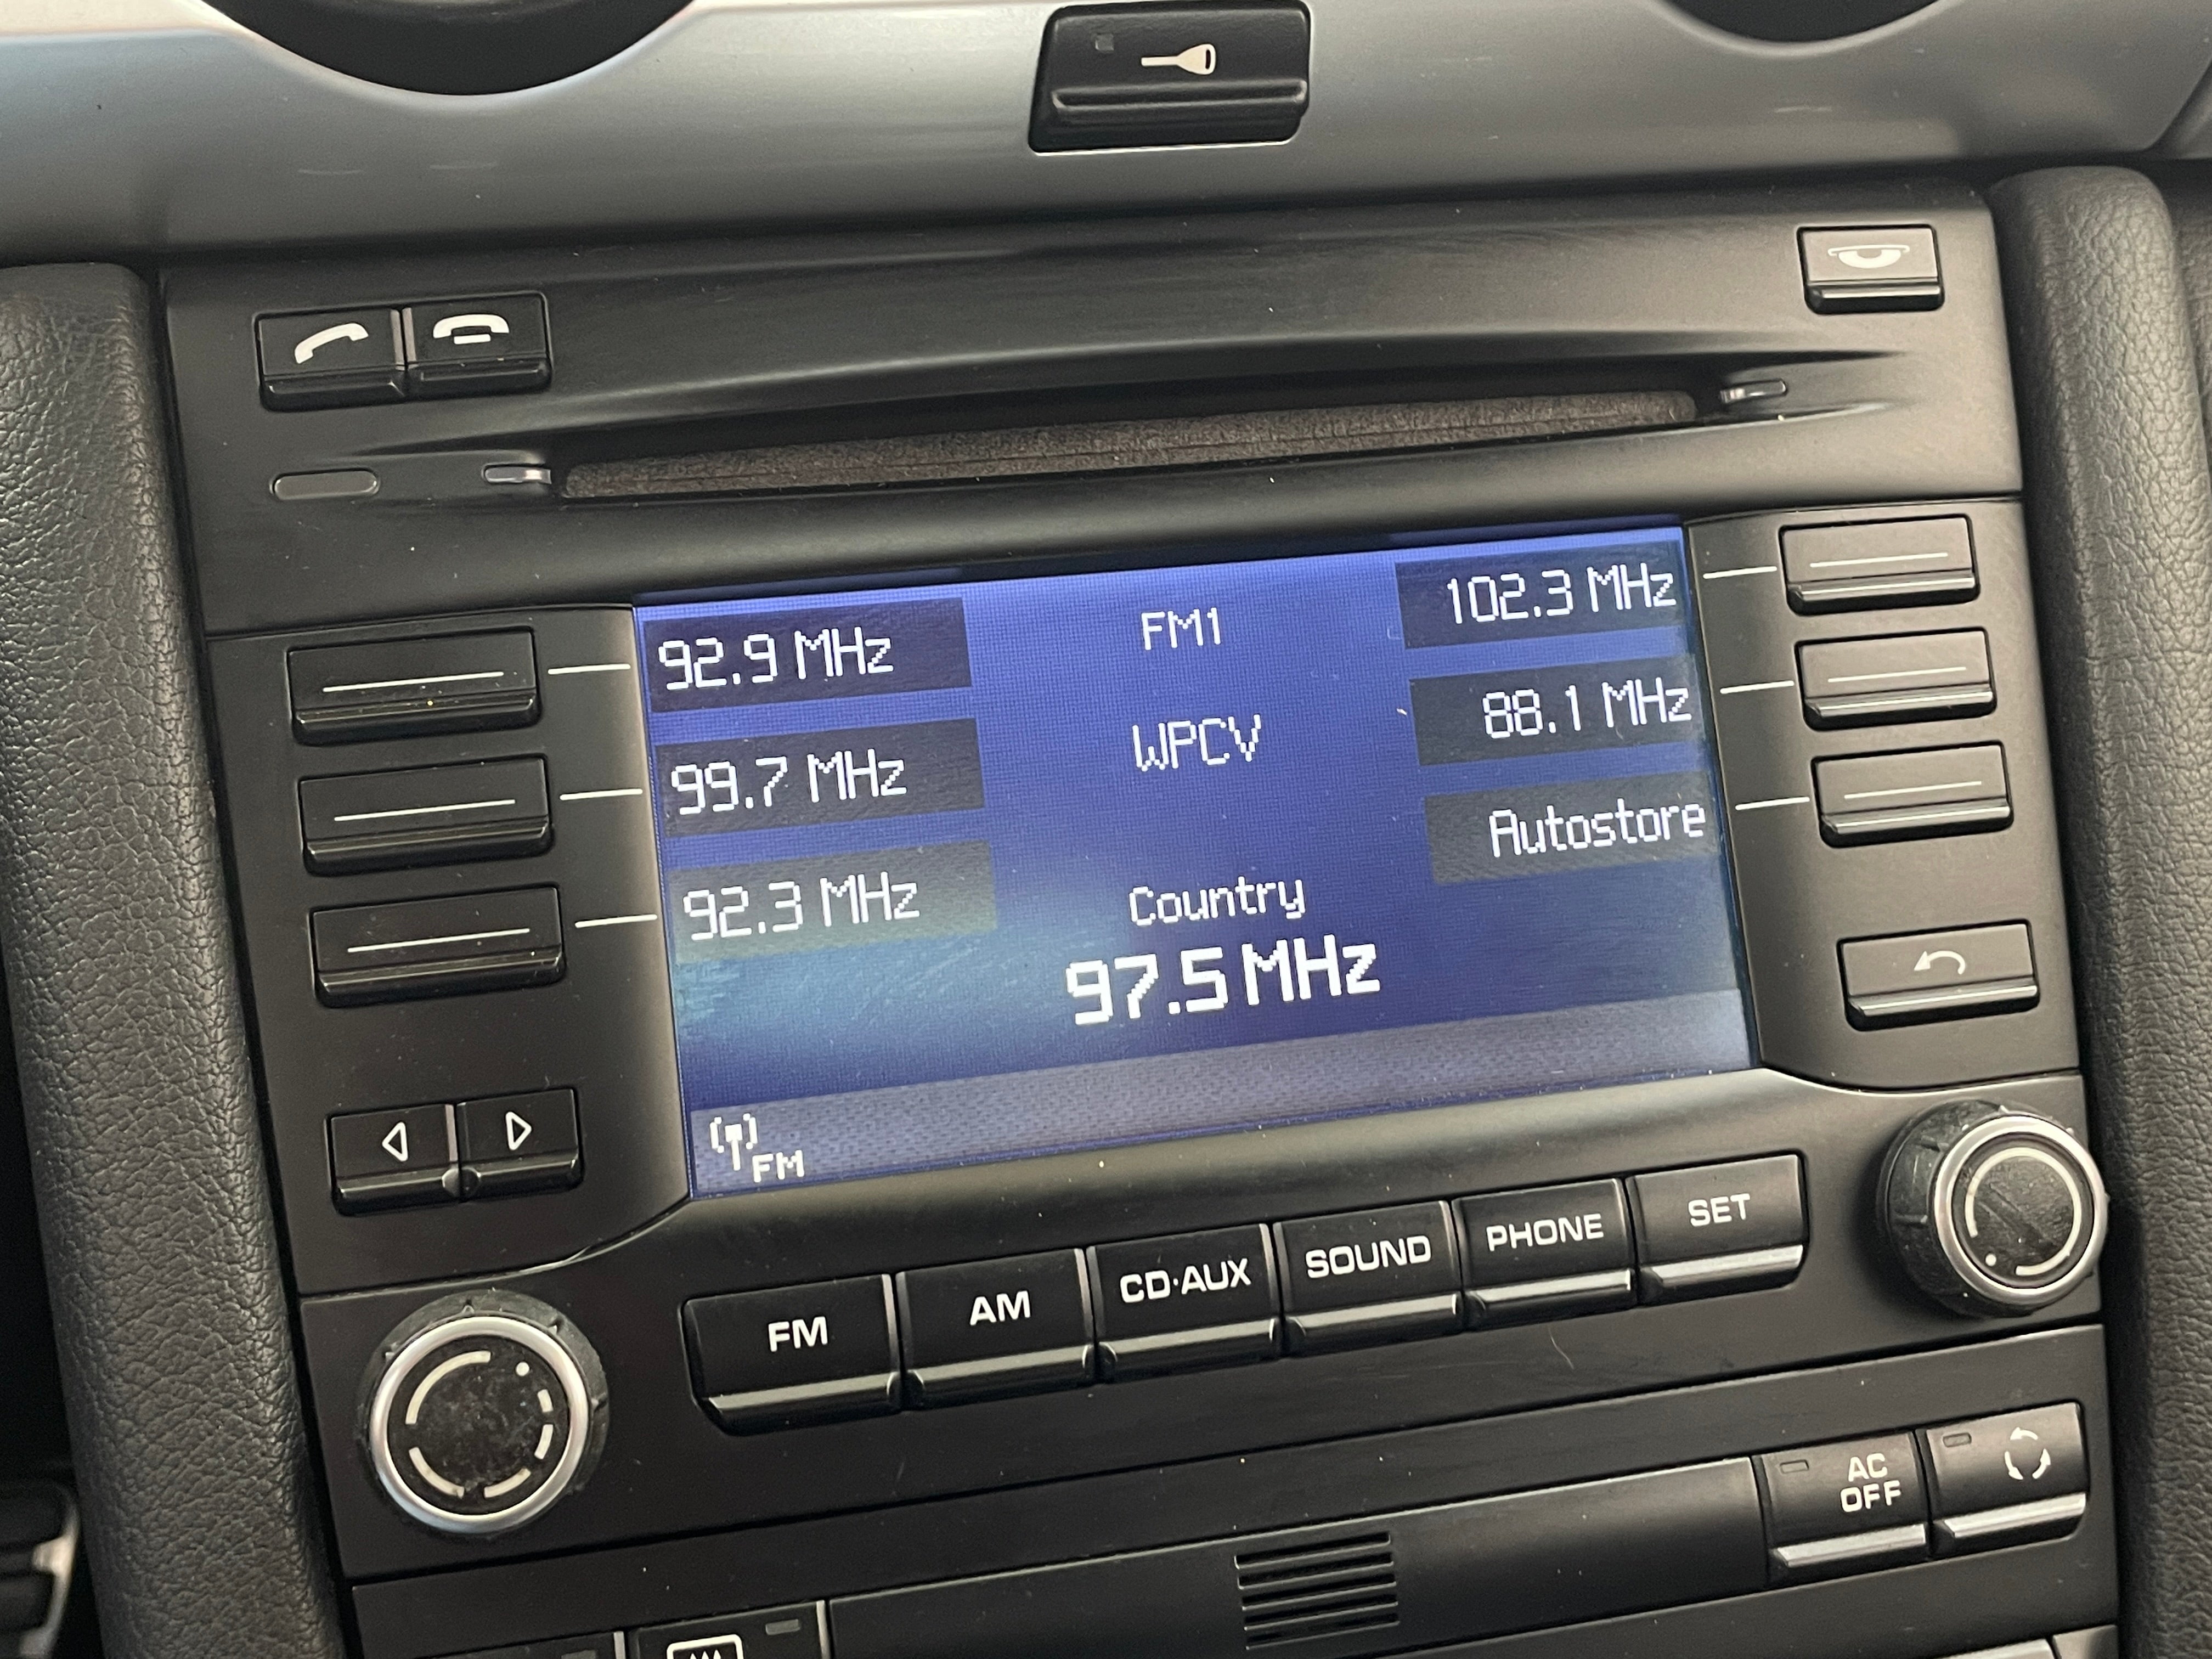 92.9 MHz
99.7 MHz
92.3 MHz
FM1
WPCV
Country
97.5 MHz
102.3 MHz
88.1 MHz
Autostore
FM
FM
AM
CD·AUX
SOUND
PHONE
SET
AC
OFF